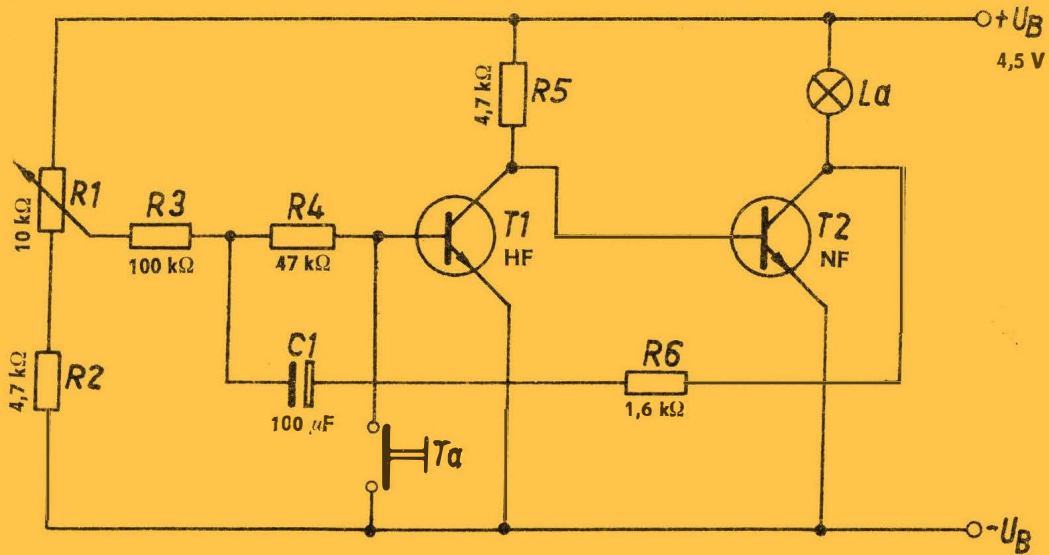 +U_B
4,5 V
4,7 kΩ
R5
La
R1
10 kΩ
R3
100 kΩ
R4
47 kΩ
T1
HF
T2
NF
4,7 kΩ
R2
C1
100 µF
R6
1,6 kΩ
Ta
-U_B